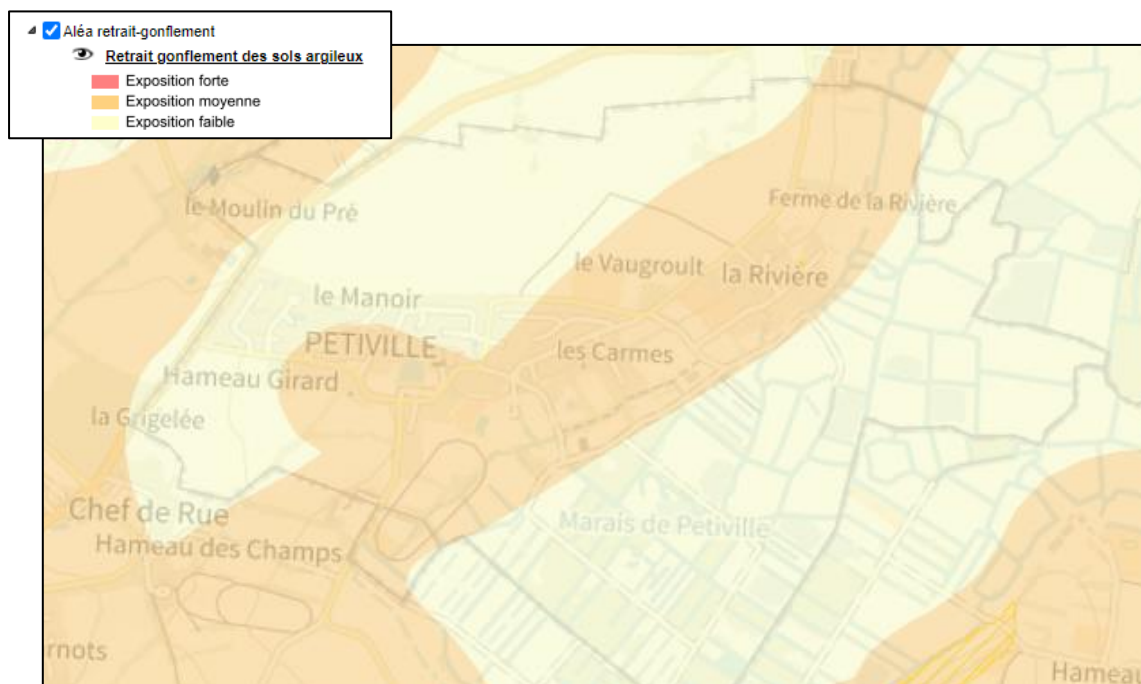 Aléa retrait-gonflement
Retrait gonflement des sols argileux
Exposition forte
Exposition moyenne
Exposition faible
le Moulin du Pré
Ferme de la Rivière
le Vaugroult
la Rivière
le Manoir
PETIVILLE
les Carmes
Hameau Girard
la Grigelée
Chef de Rue
Marais de Petiville
Hameau des Champs
rnots
Hameau